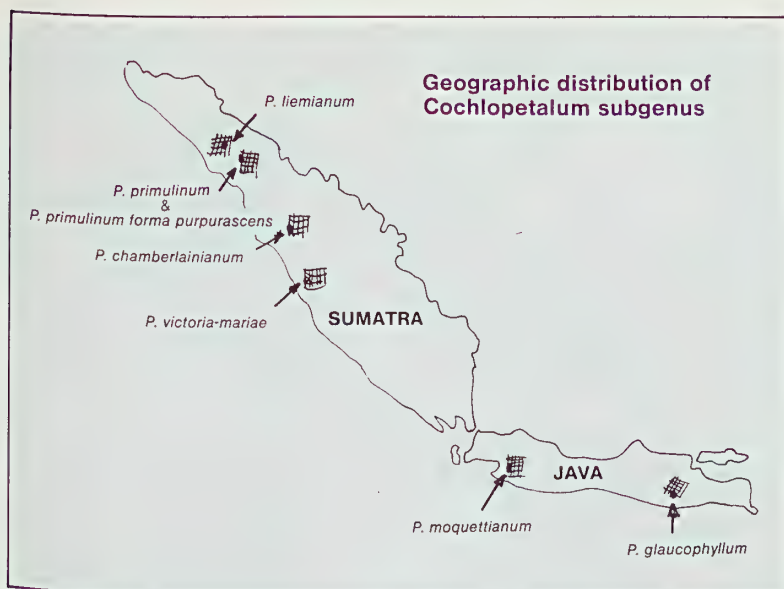 Geographic distribution of
Cochlopetalum subgenus
P. liemianum
P. primulinum
&
P. primulinum forma purpurascens
P. chamberlainianum
P. victoria-mariae
SUMATRA
JAVA
P. moquettianum
P. glaucophyllum